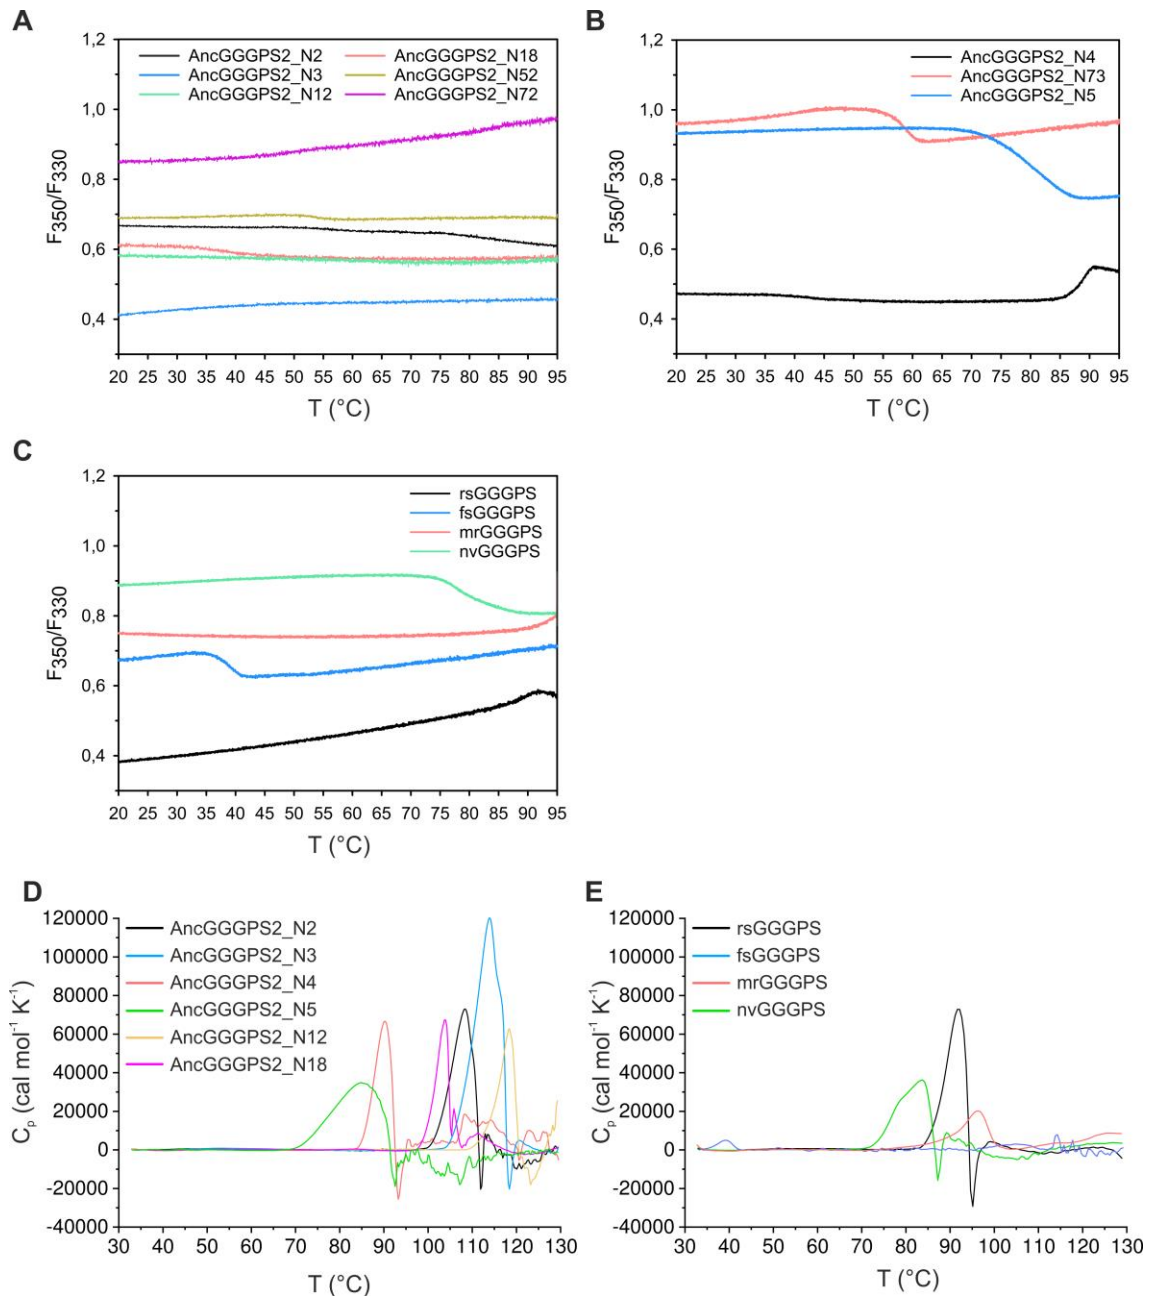 A
1,2
1,0
0,8
0,6
0,4
F350/F330
AncGGGPS2_N2
AncGGGPS2_N3
AncGGGPS2_N12
AncGGGPS2_N18
AncGGGPS2_N52
AncGGGPS2_N72
20 25 30 35 40 45 50 55 60 65 70 75 80 85 90 95
T (°C)
B
1,2
1,0
0,8
0,6
0,4
F350/F330
AncGGGPS2_N4
AncGGGPS2_N73
AncGGGPS2_N5
20 25 30 35 40 45 50 55 60 65 70 75 80 85 90 95
T (°C)
C
1,2
1,0
0,8
0,6
0,4
F350/F330
rsGGGPS
fsGGGPS
mrGGGPS
nvGGGPS
20 25 30 35 40 45 50 55 60 65 70 75 80 85 90 95
T (°C)
D
120000
100000
80000
60000
40000
20000
0
-20000
-40000
Cp (cal mol⁻¹ K⁻¹)
AncGGGPS2_N2
AncGGGPS2_N3
AncGGGPS2_N4
AncGGGPS2_N5
AncGGGPS2_N12
AncGGGPS2_N18
30 40 50 60 70 80 90 100 110 120 130
T (°C)
E
120000
100000
80000
60000
40000
20000
0
-20000
-40000
Cp (cal mol⁻¹ K⁻¹)
rsGGGPS
fsGGGPS
mrGGGPS
nvGGGPS
30 40 50 60 70 80 90 100 110 120 130
T (°C)